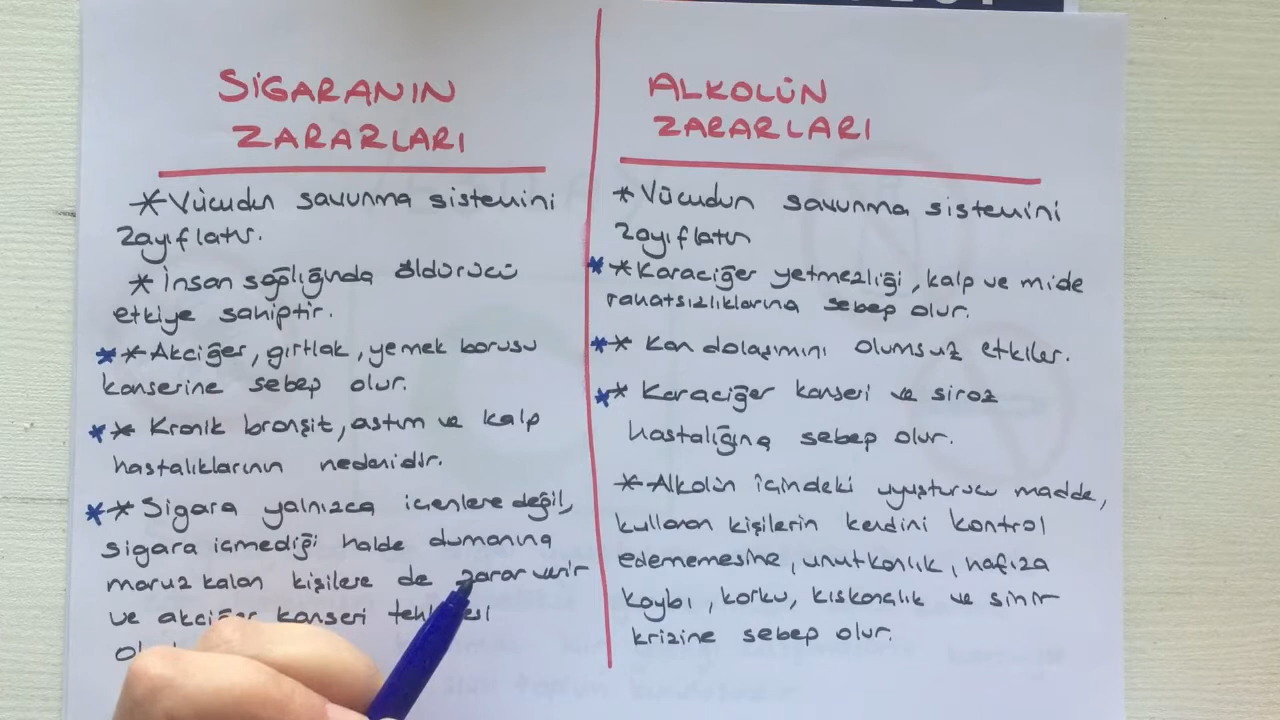 SİGARANIN
ZARARLARI
* Vücudun savunma sistemini
zayıflatır.
* İnsan sağlığında öldürücü
etkiye sahiptir.
* * Akciğer, gırtlak, yemek borusu
kanserine sebep olur.
* * Kronik bronşit, astım ve kalp
hastalıklarının nedenidir.
* * Sigara yalnızca içenlere değil,
sigara içmediği halde dumanına
maruz kalan kişilere de zarar verir
ve akciğer kanseri
ALKOLÜN
ZARARLARI
* Vücudun savunma sistemini
zayıflatır
* * Karaciğer yetmezliği, kalp ve mide
rahatsızlıklarına sebep olur.
* * Kan dolaşımını olumsuz etkiler.
* * Karaciğer kanseri ve siroz
hastalığına sebep olur.
* Alkolün içindeki uyuşturucu madde,
kullanan kişilerin kendini kontrol
edememesine, unutkanlık, hafıza
kaybı, korku, kıskançlık ve sinir
krizine sebep olur.